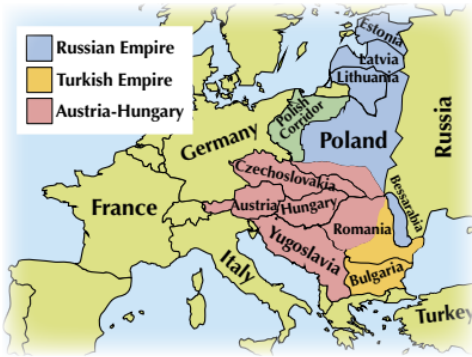 Russian Empire
Turkish Empire
Austria-Hungary
Estonia
Latvia
Lithuania
Polish
Corridor
Germany
Poland
Russia
Czechoslovakia
Bessarabia
France
Austria
Hungary
Romania
Yugoslavia
Italy
Bulgaria
Turkey